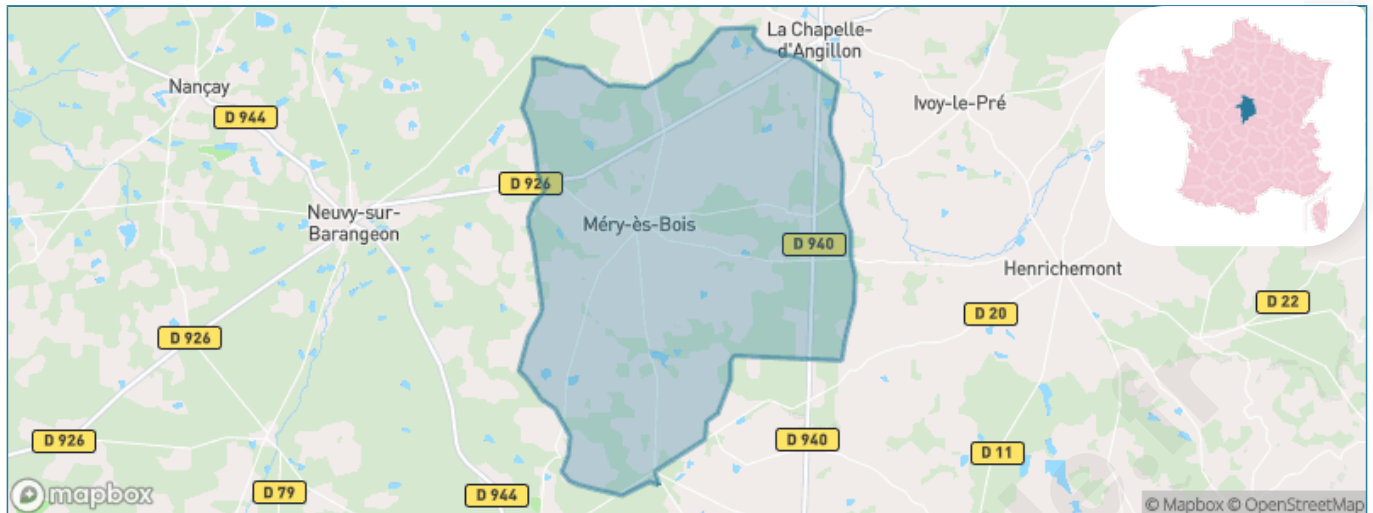 La Chapelle-
d'Angillon
Nançay
Ivoy-le-Pré
D 944
D 926
Neuvy-sur-
Barangeon
Méry-ès-Bois
D 940
Henrichemont
D 22
D 20
D 926
D 926
D 940
D 11
D 79
D 944
mapbox
© Mapbox © OpenStreetMap